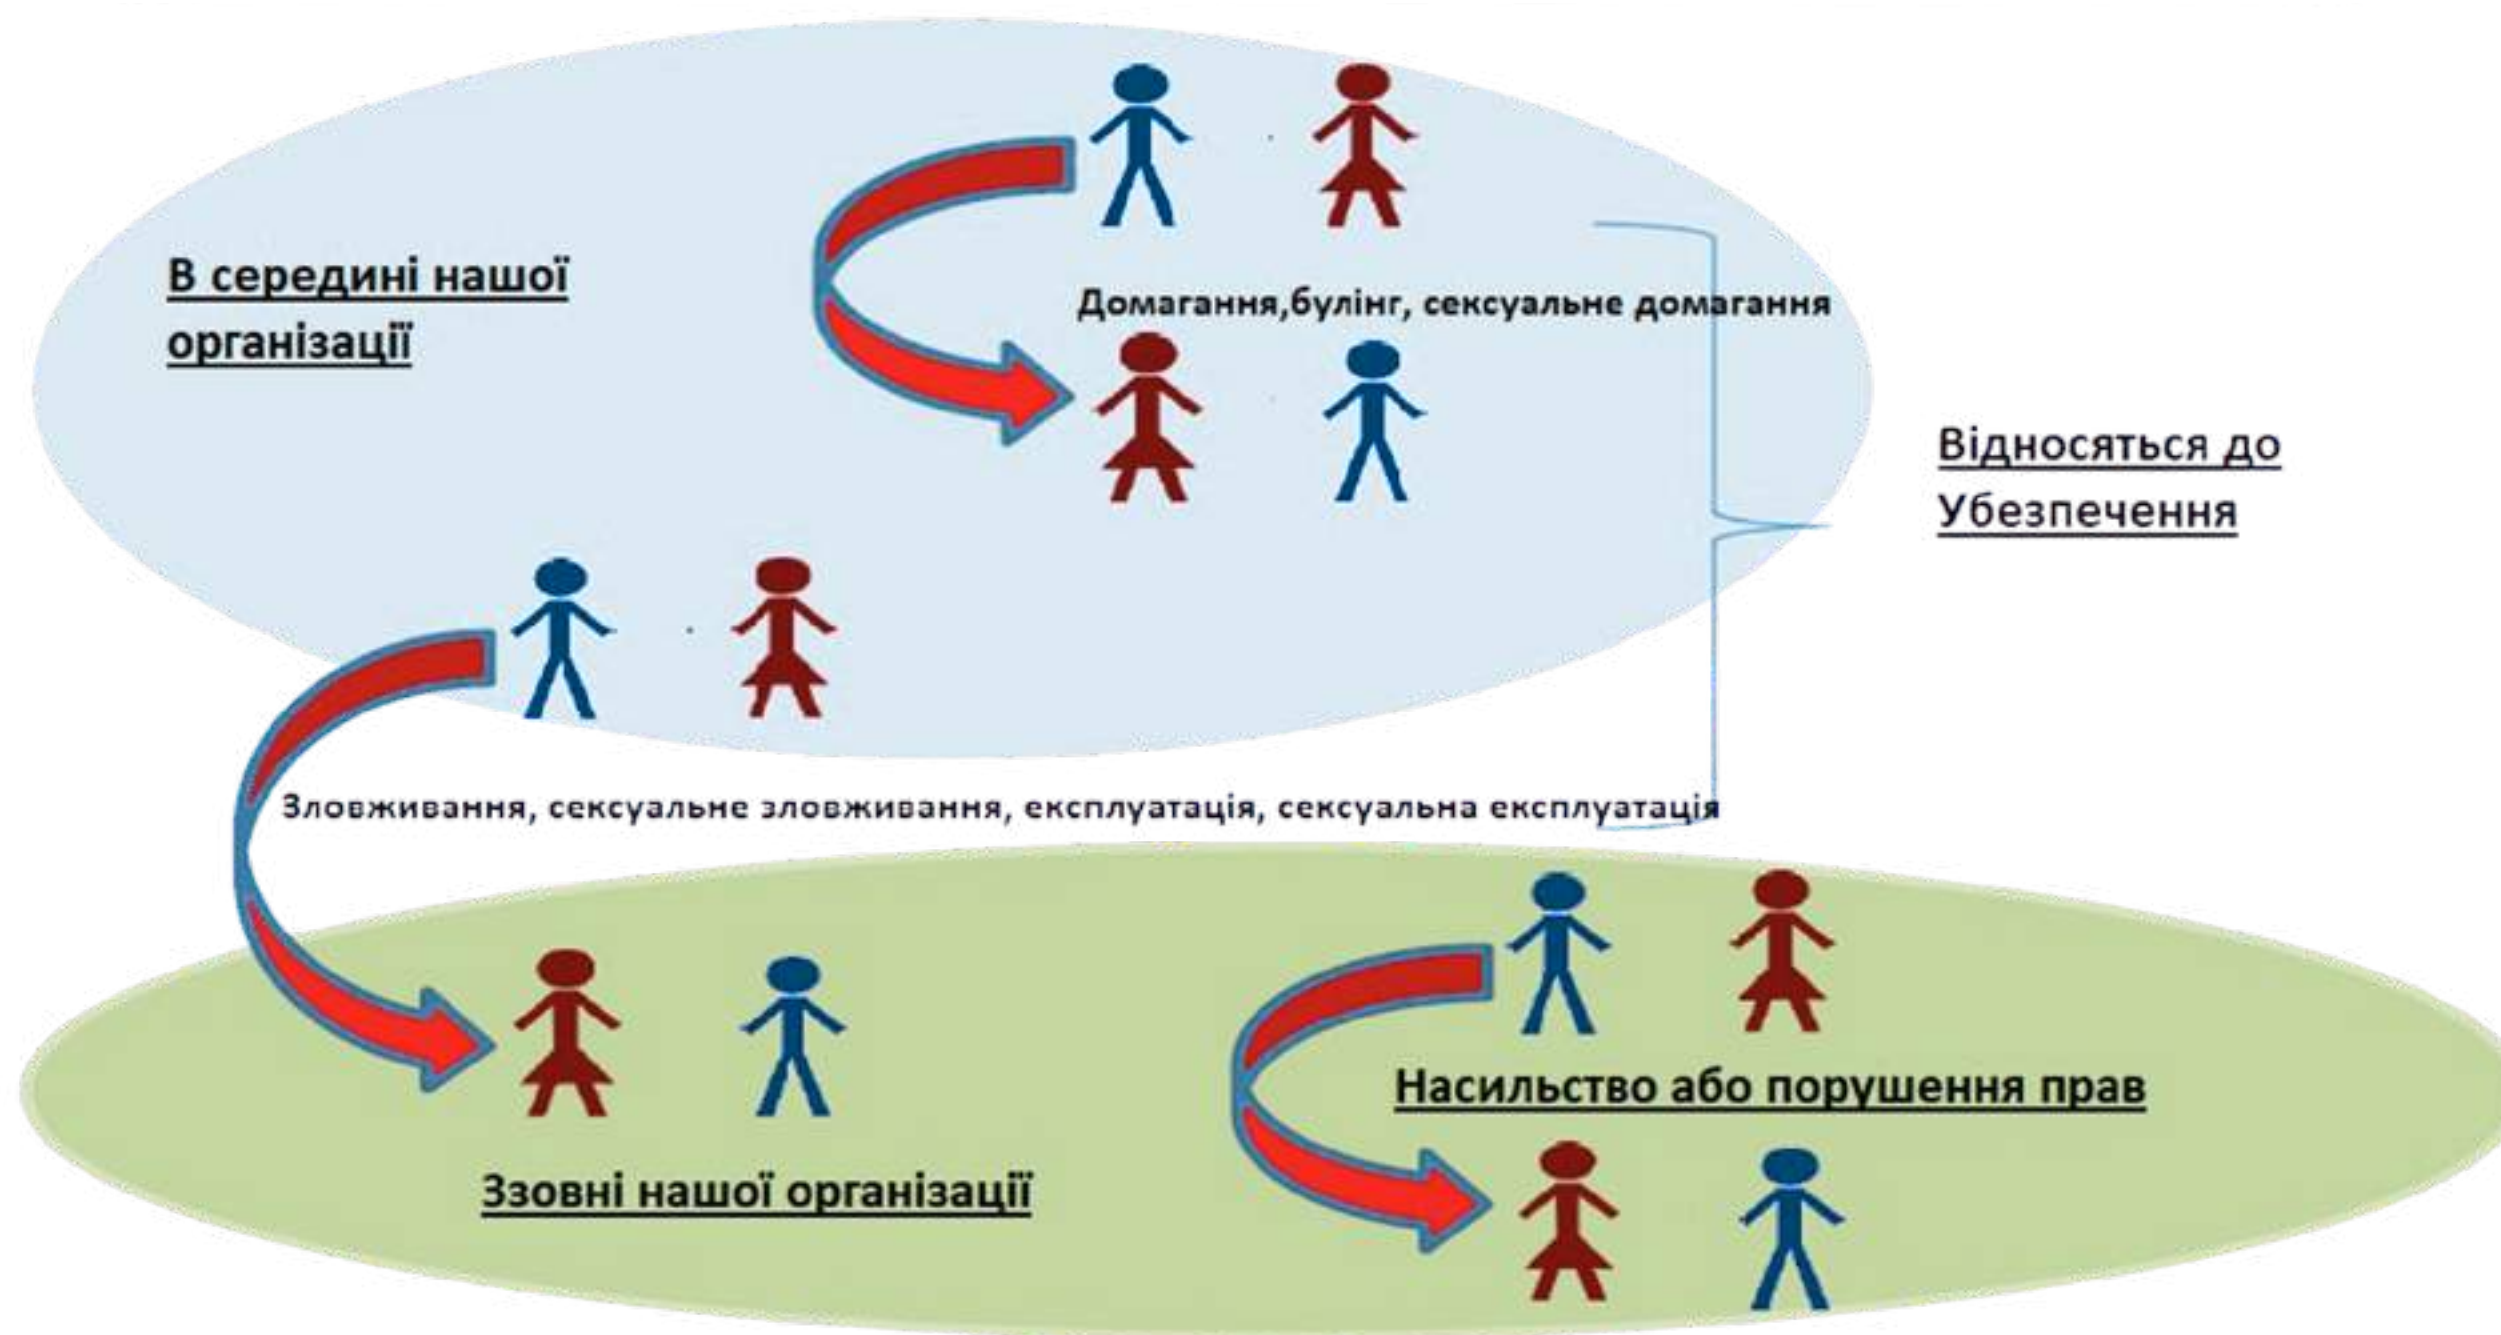 В середині нашої
організації
Домагання,булінг, сексуальне домагання
Відносяться до
Убезпечення
Зловживання, сексуальне зловживання, експлуатація, сексуальна експлуатація
Насильство або порушення прав
Ззовні нашої організації